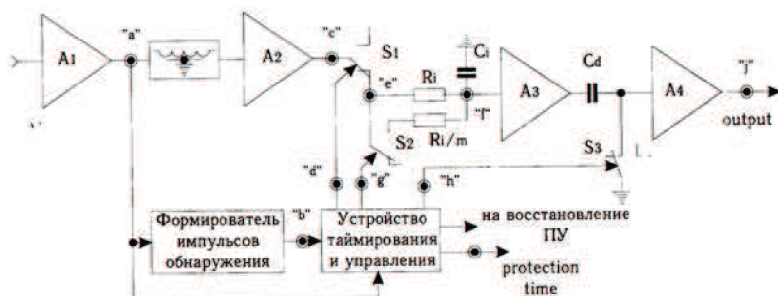 "a"
A1
A2
"c"
S1
"e"
Ri
Ci
"f"
A3
Cd
A4
"j"
output
S2
Ri/m
S3
"d"
"g"
"h"
"b"
Формирователь
импульсов
обнаружения
Устройство
таймирования
и управления
на восстановление
ПУ
protection
time